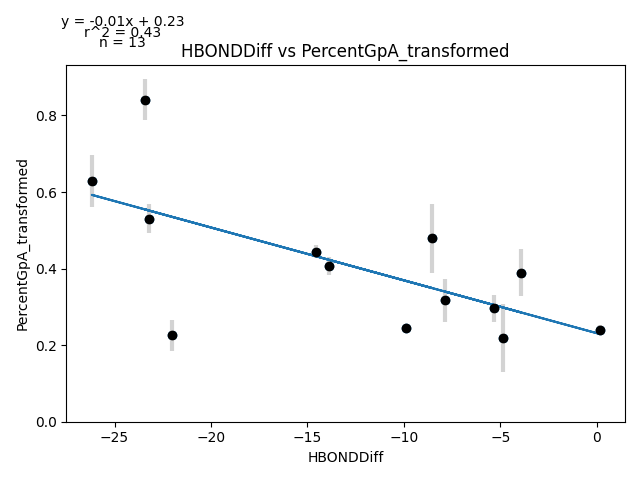 y = -0.01x + 0.23
r^2 = 0.43
n = 13
HBONDDiff vs PercentGpA_transformed
PercentGpA_transformed
0.8
0.6
0.4
0.2
0.0
−25 −20 −15 −10 −5 0
HBONDDiff